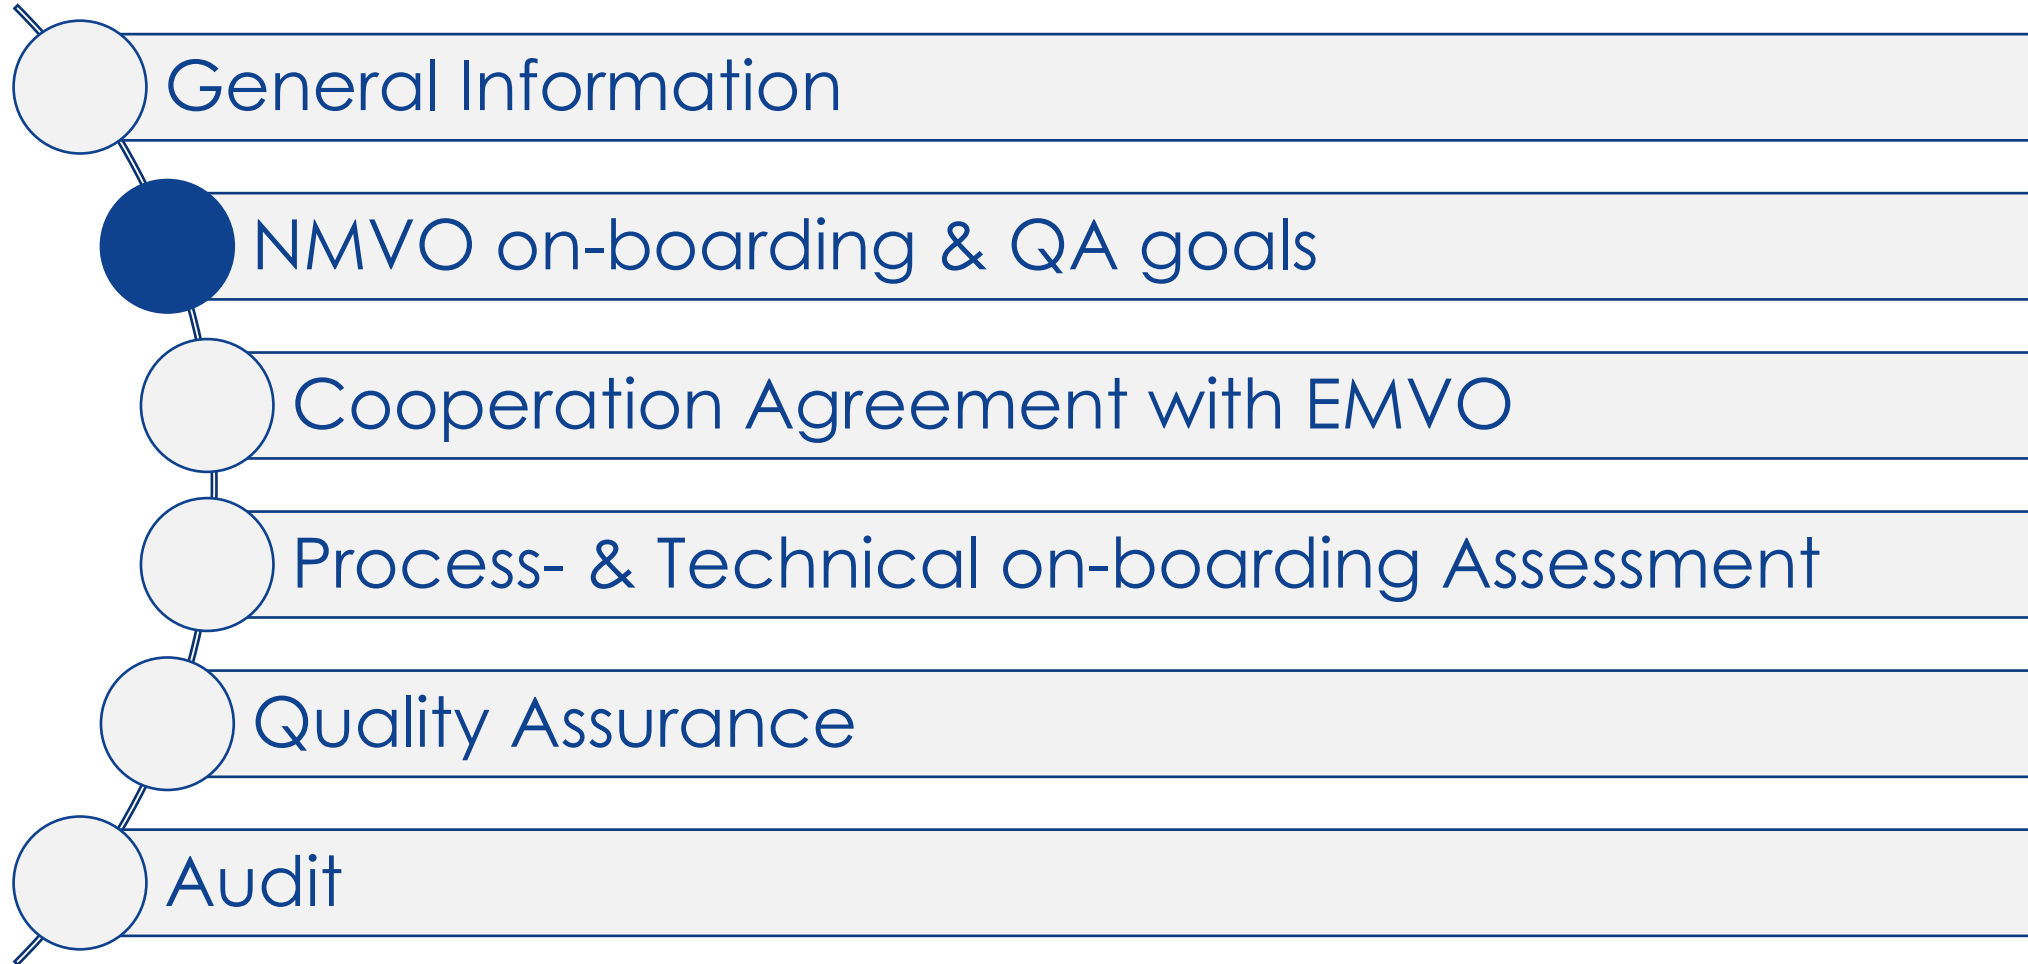 General Information
NMVO on-boarding & QA goals
Cooperation Agreement with EMVO
Process- & Technical on-boarding Assessment
Quality Assurance
Audit